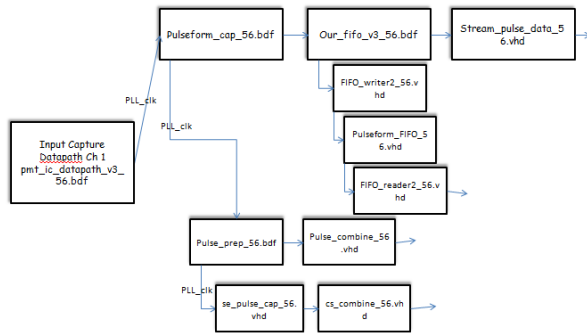 Pulseform_cap_56.bdf
Our_fifo_v3_56.bdf
Stream_pulse_data_5
6.vhd
FIFO_writer2_56.v
hd
PLL_clk
PLL_clk
Input Capture
Datapath Ch 1
pmt_ic_datapath_v3_
56.bdf
Pulseform_FIFO_5
6.vhd
FIFO_reader2_56.v
hd
Pulse_prep_56.bdf
Pulse_combine_56
.vhd
PLL_clk
se_pulse_cap_56.
vhd
cs_combine_56.vh
d